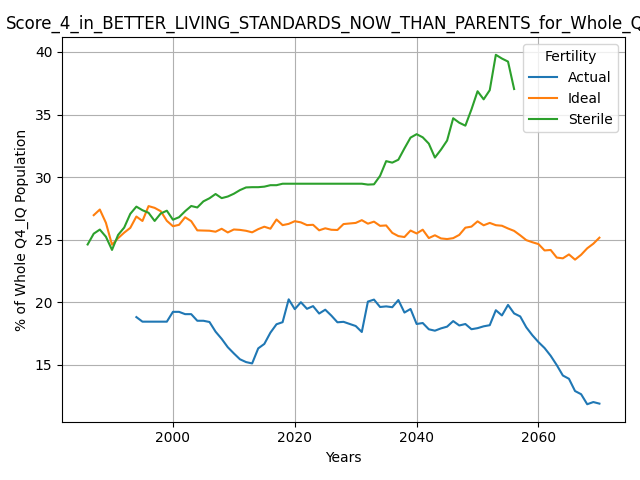 Score_4_in_BETTER_LIVING_STANDARDS_NOW_THAN_PARENTS_for_Whole_Q
Fertility
Actual
Ideal
Sterile
% of Whole Q4_IQ Population
40
35
30
25
20
15
2000 2020 2040 2060
Years